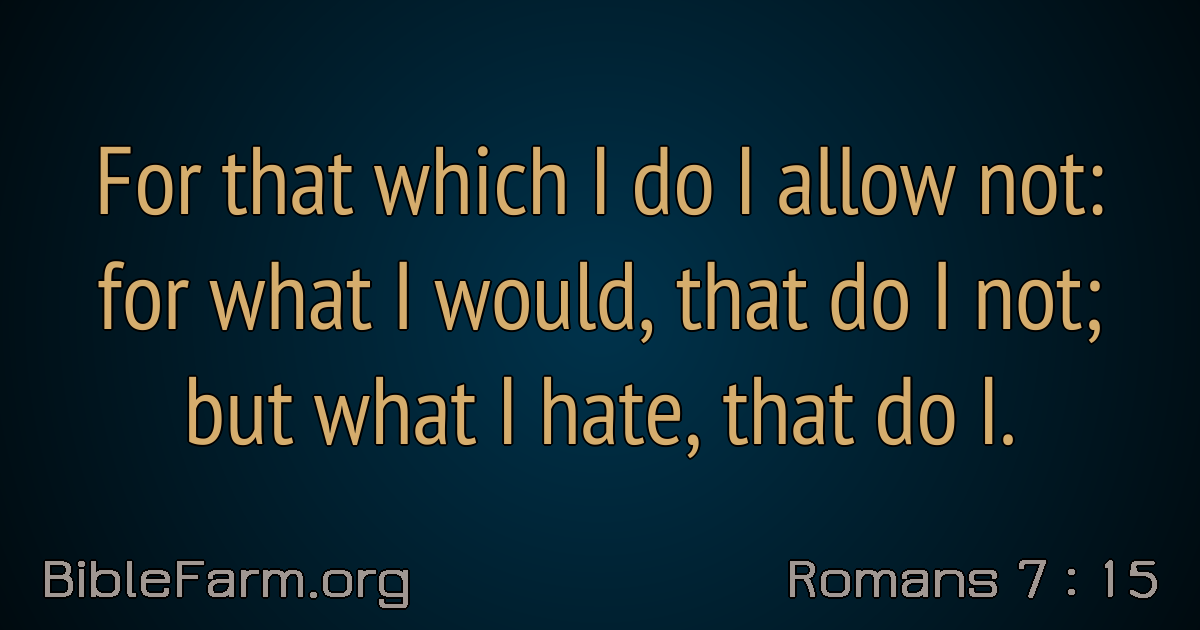 For that which I do I allow not:
for what I would, that do I not;
but what I hate, that do I.
BibleFarm.org
Romans 7 : 15